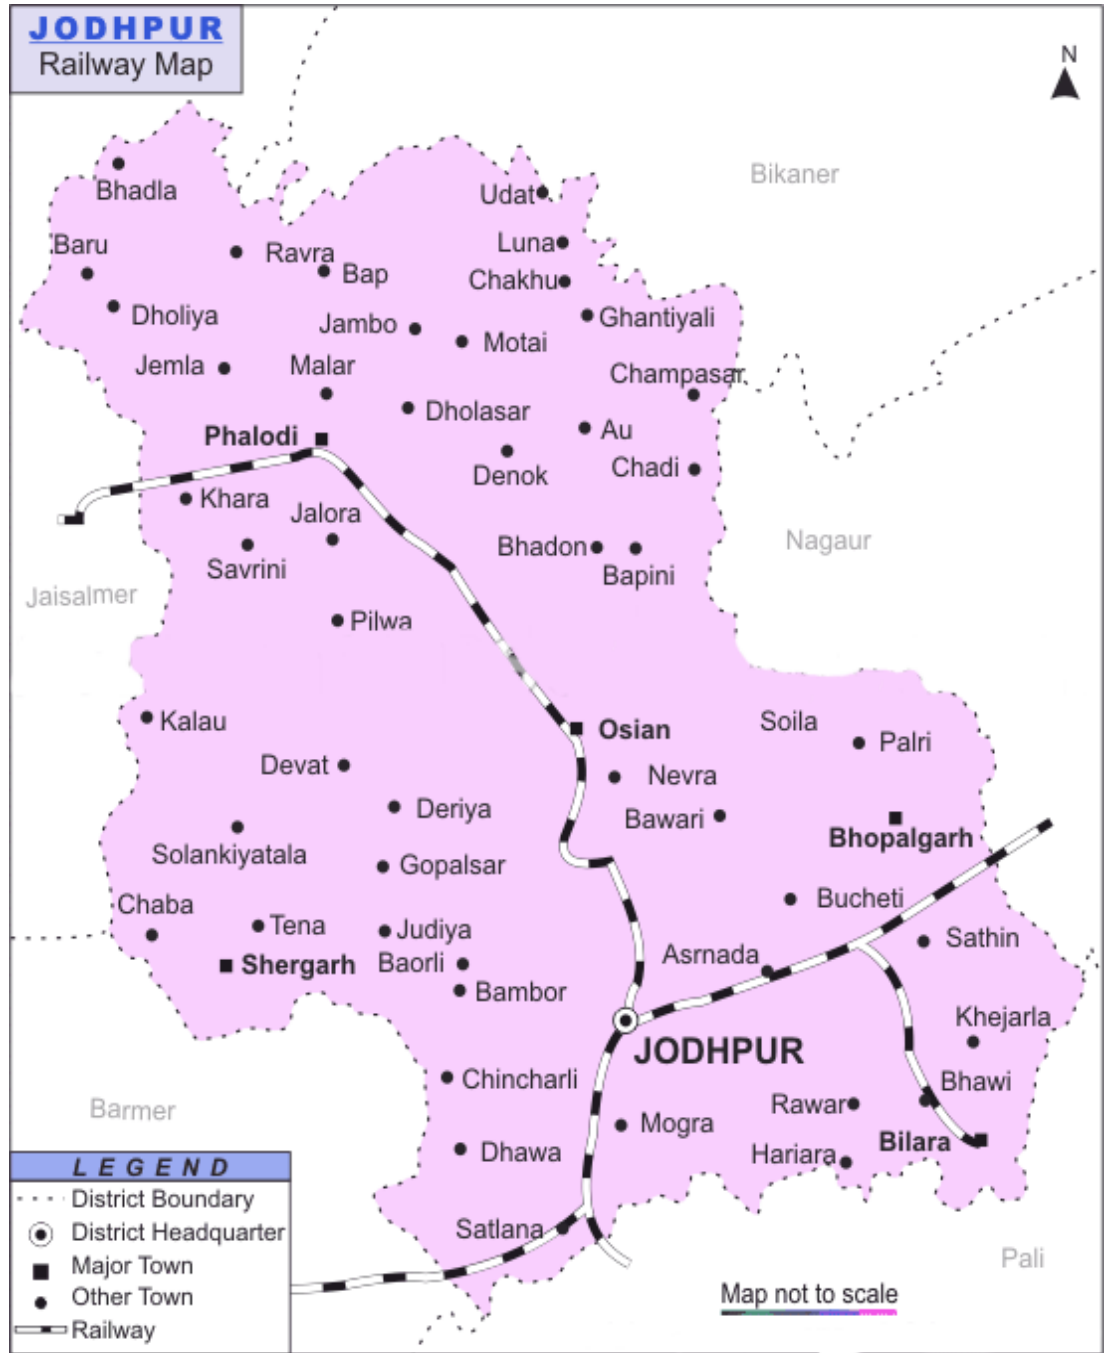 JODHPUR
Railway Map
N
Bikaner
Bhadla
Udat
Baru
Ravra
Luna
Bap
Chakhu
Dholiya
Jambo
Ghantiyali
Motai
Jemla
Malar
Champasar
Dholasar
Phalodi
Au
Denok
Chadi
Khara
Jalora
Nagaur
Bhadon
Savrini
Bapini
Jaisalmer
Pilwa
Kalau
Osian
Soila
Palri
Devat
Nevra
Deriya
Bawari
Bhopalgarh
Solankiyatala
Gopalsar
Chaba
Bucheti
Tena
Judiya
Sathin
Asrnada
Shergarh
Baorli
Bambor
Khejarla
JODHPUR
Chincharli
Bhawi
Barmer
Rawar
Mogra
Bilara
Dhawa
Hariara
LEGEND
District Boundary
District Headquarter
Major Town
Other Town
Railway
Satlana
Pali
Map not to scale